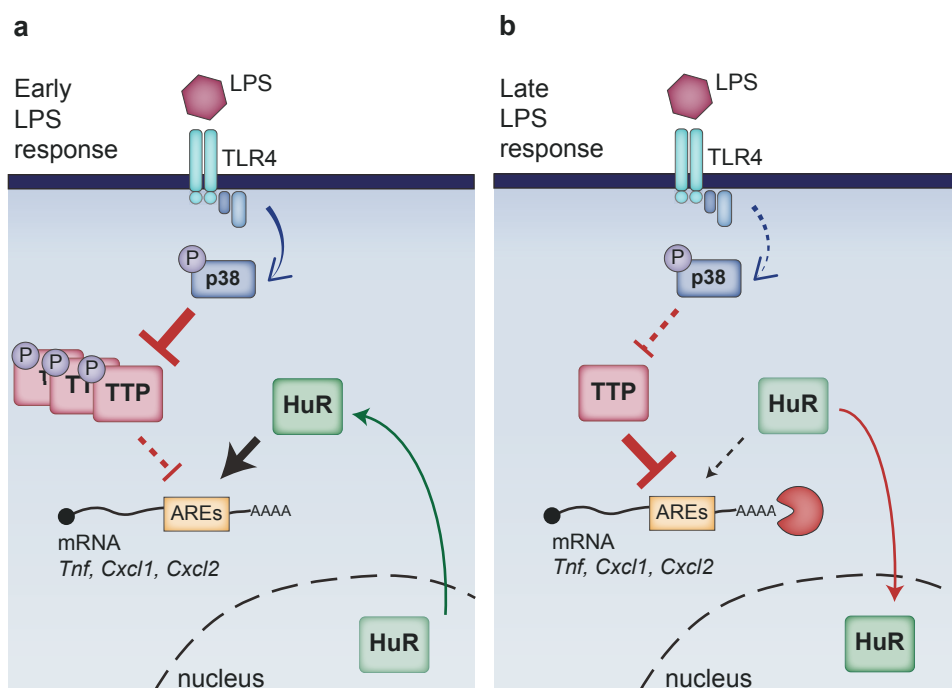 a
Early
LPS
response
LPS
TLR4
P
p38
P
P
P
TT
TTP
HuR
AREs
AAAA
mRNA
Tnf, Cxcl1, Cxcl2
HuR
nucleus
b
Late
LPS
response
LPS
TLR4
P
p38
TTP
HuR
AREs
AAAA
mRNA
Tnf, Cxcl1, Cxcl2
HuR
nucleus